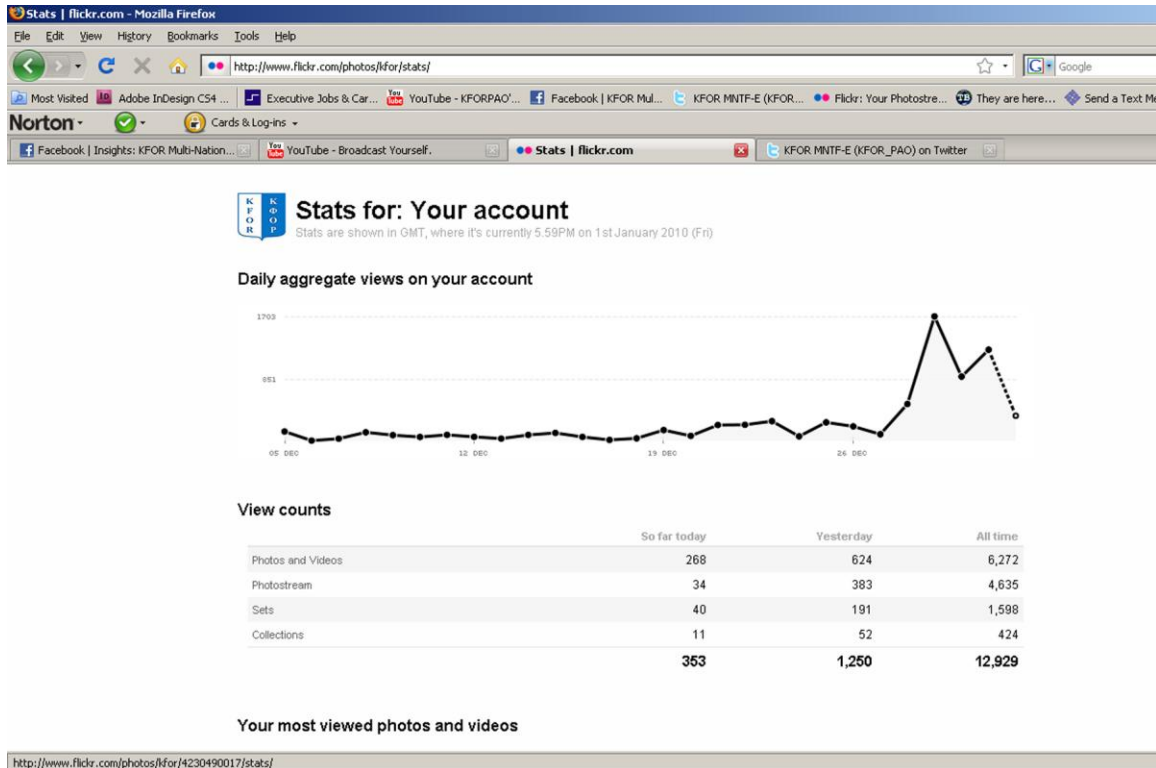 Stats | flickr.com - Mozilla Firefox
File Edit View History Bookmarks Tools Help
http://www.flickr.com/photos/kfor/stats/ Google
Most Visited Adobe InDesign CS4 ... Executive Jobs & Car... YouTube - KFORPAO'... Facebook | KFOR Mul... KFOR MNTF-E (KFOR... Flickr: Your Photostre... They are here... Send a Text Me
Norton Cards & Log-ins
Facebook | Insights: KFOR Multi-Nation... YouTube - Broadcast Yourself. Stats | flickr.com KFOR MNTF-E (KFOR_PAO) on Twitter
KFOR КФОР
Stats for: Your account
Stats are shown in GMT, where it's currently 5.59PM on 1st January 2010 (Fri)
Daily aggregate views on your account
1703
851
05 DEC 12 DEC 19 DEC 26 DEC
View counts
So far today Yesterday All time
Photos and Videos 268 624 6,272
Photostream 34 383 4,635
Sets 40 191 1,598
Collections 11 52 424
353 1,250 12,929
Your most viewed photos and videos
http://www.flickr.com/photos/kfor/4230490017/stats/